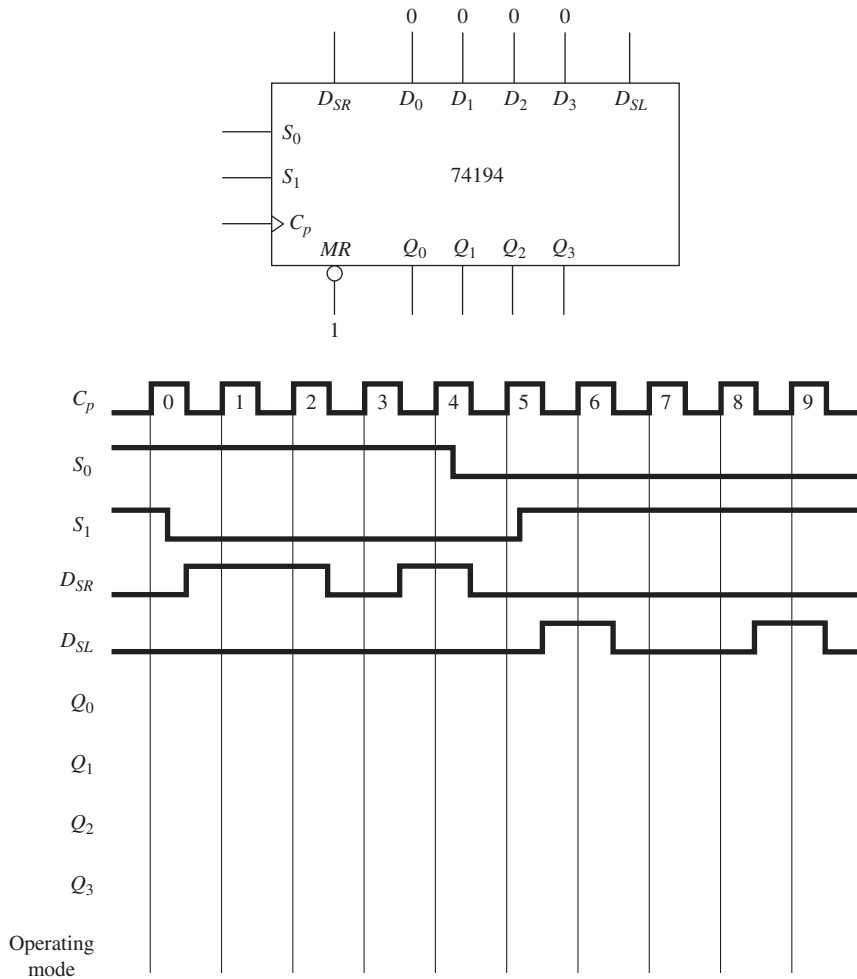 0 0 0 0
D_SR D_0 D_1 D_2 D_3 D_SL
S_0
S_1
74194
C_p
MR Q_0 Q_1 Q_2 Q_3
1
C_p 0 1 2 3 4 5 6 7 8 9
S_0
S_1
D_SR
D_SL
Q_0
Q_1
Q_2
Q_3
Operating
mode